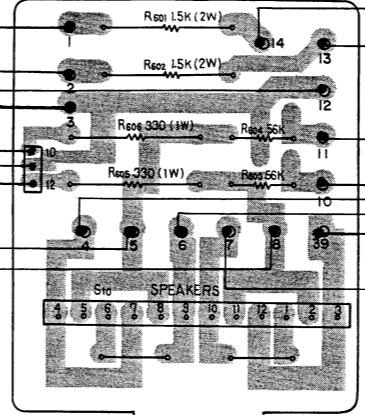 R601 1.5K (2W)
1 14 13
R602 1.5K (2W)
2 12
3 R606 330 (1W) R604 56K
10 11
R605 330 (1W) R603 56K
12 10
4 5 6 7 8 39
Std SPEAKERS
4 5 6 7 8 9 10 11 12 1 2 3